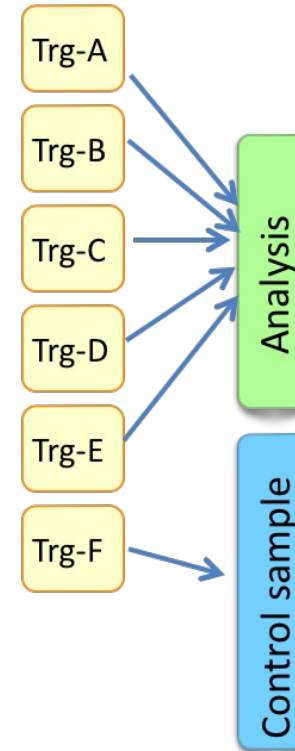 Trg-A
Trg-B
Trg-C
Trg-D
Trg-E
Trg-F
Analysis
Control sample